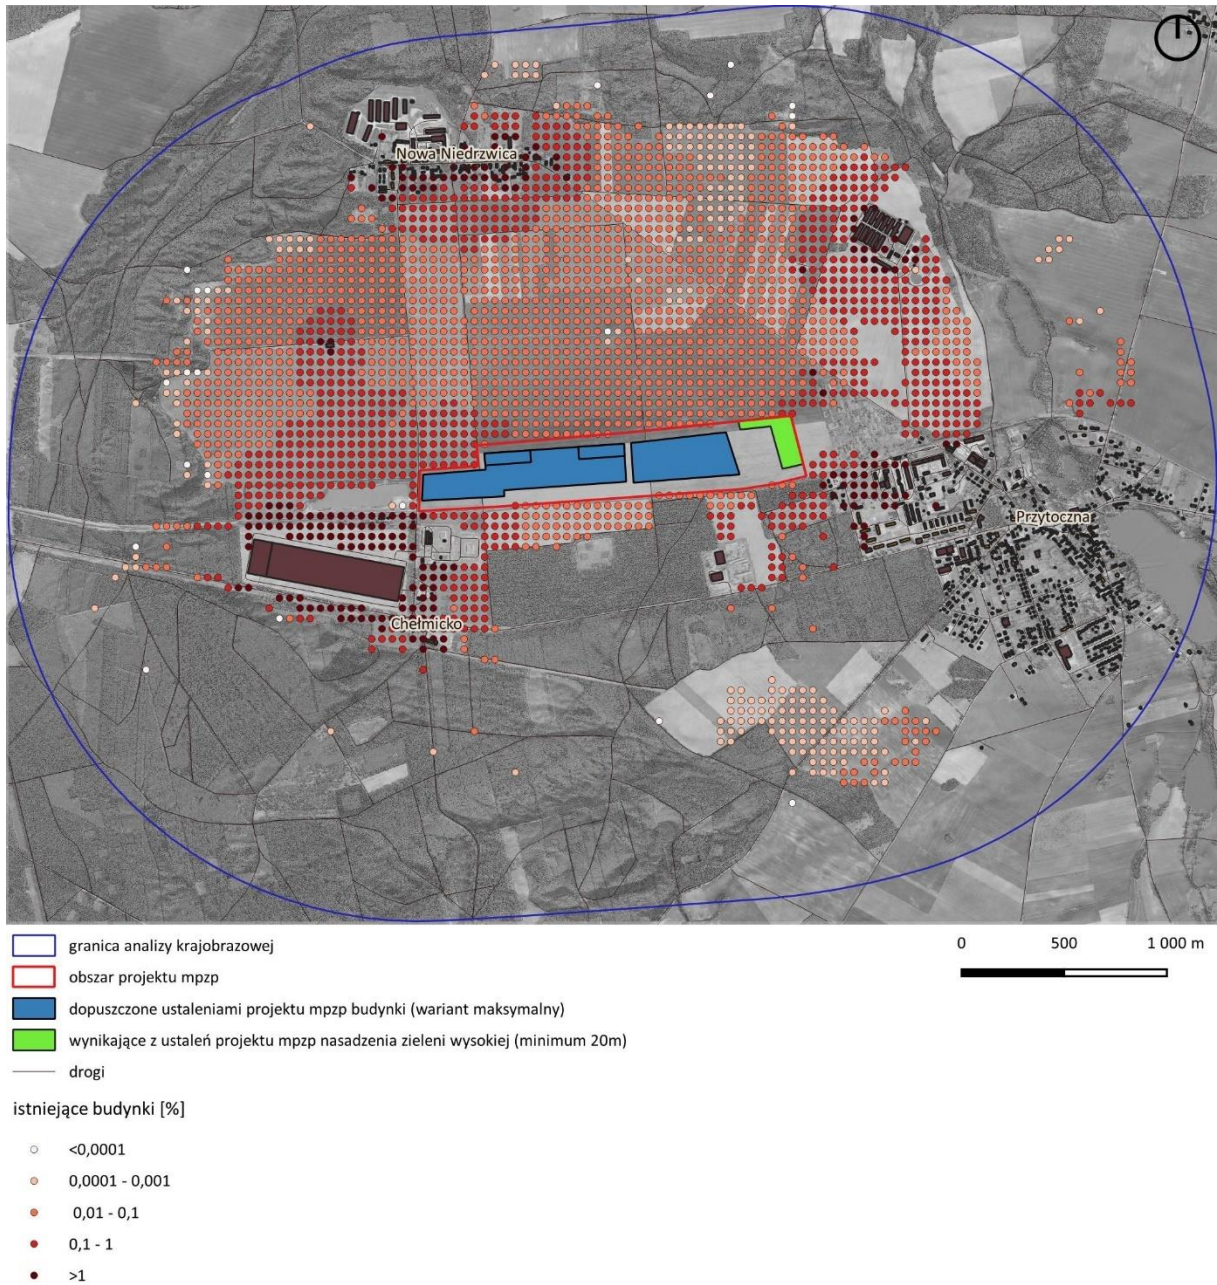 Nowa Niedrzwica
Przytoczna
Chełmicko
granica analizy krajobrazowej
0 500 1 000 m
obszar projektu mpzp
dopuszczone ustaleniami projektu mpzp budynki (wariant maksymalny)
wynikające z ustaleń projektu mpzp nasadzenia zieleni wysokiej (minimum 20m)
drogi
istniejące budynki [%]
<0,0001
0,0001 - 0,001
0,01 - 0,1
0,1 - 1
>1